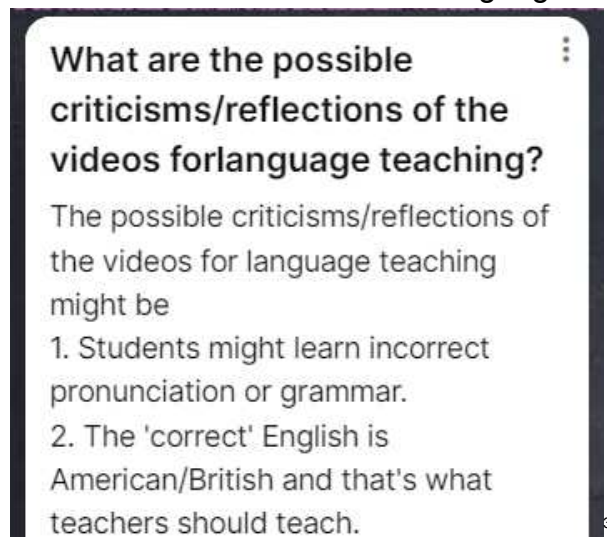 What are the possible
criticisms/reflections of the
videos forlanguage teaching?
The possible criticisms/reflections of
the videos for language teaching
might be
1. Students might learn incorrect
pronunciation or grammar.
2. The 'correct' English is
American/British and that's what
teachers should teach.